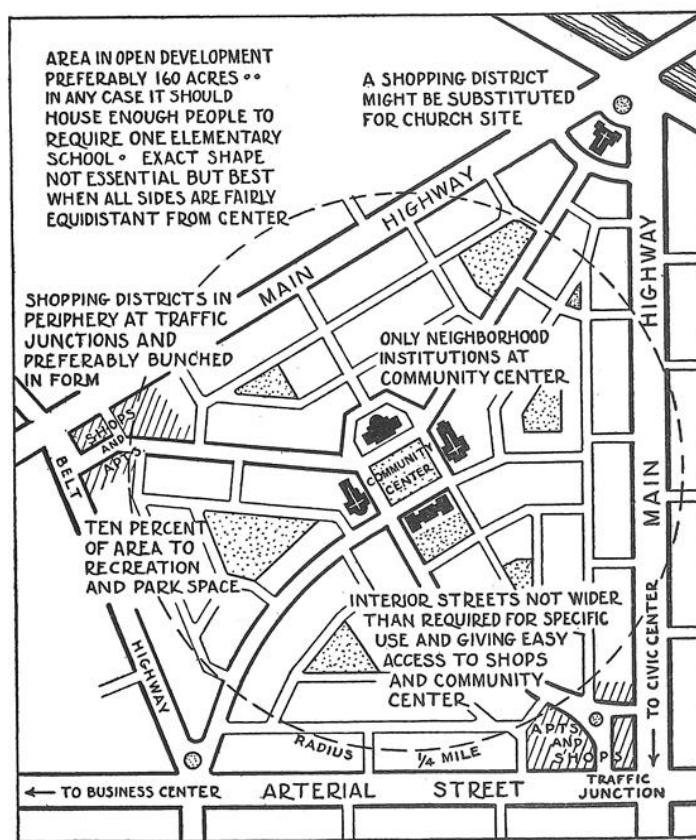 AREA IN OPEN DEVELOPMENT
PREFERABLY 160 ACRES ••
IN ANY CASE IT SHOULD
HOUSE ENOUGH PEOPLE TO
REQUIRE ONE ELEMENTARY
SCHOOL • EXACT SHAPE
NOT ESSENTIAL BUT BEST
WHEN ALL SIDES ARE FAIRLY
EQUIDISTANT FROM CENTER
A SHOPPING DISTRICT
MIGHT BE SUBSTITUTED
FOR CHURCH SITE
MAIN HIGHWAY
HIGHWAY MAIN
SHOPPING DISTRICTS IN
PERIPHERY AT TRAFFIC
JUNCTIONS AND
PREFERABLY BUNCHED
IN FORM
ONLY NEIGHBORHOOD
INSTITUTIONS AT
COMMUNITY CENTER
SHOPS
AND
APTS
BELT
HIGHWAY
COMMUNITY
CENTER
TEN PERCENT
OF AREA TO
RECREATION
AND PARK SPACE
INTERIOR STREETS NOT WIDER
THAN REQUIRED FOR SPECIFIC
USE AND GIVING EASY
ACCESS TO SHOPS
AND COMMUNITY
CENTER
TO CIVIC CENTER
RADIUS 1/4 MILE
APTS
AND
SHOPS
TRAFFIC
JUNCTION
← TO BUSINESS CENTER
ARTERIAL STREET